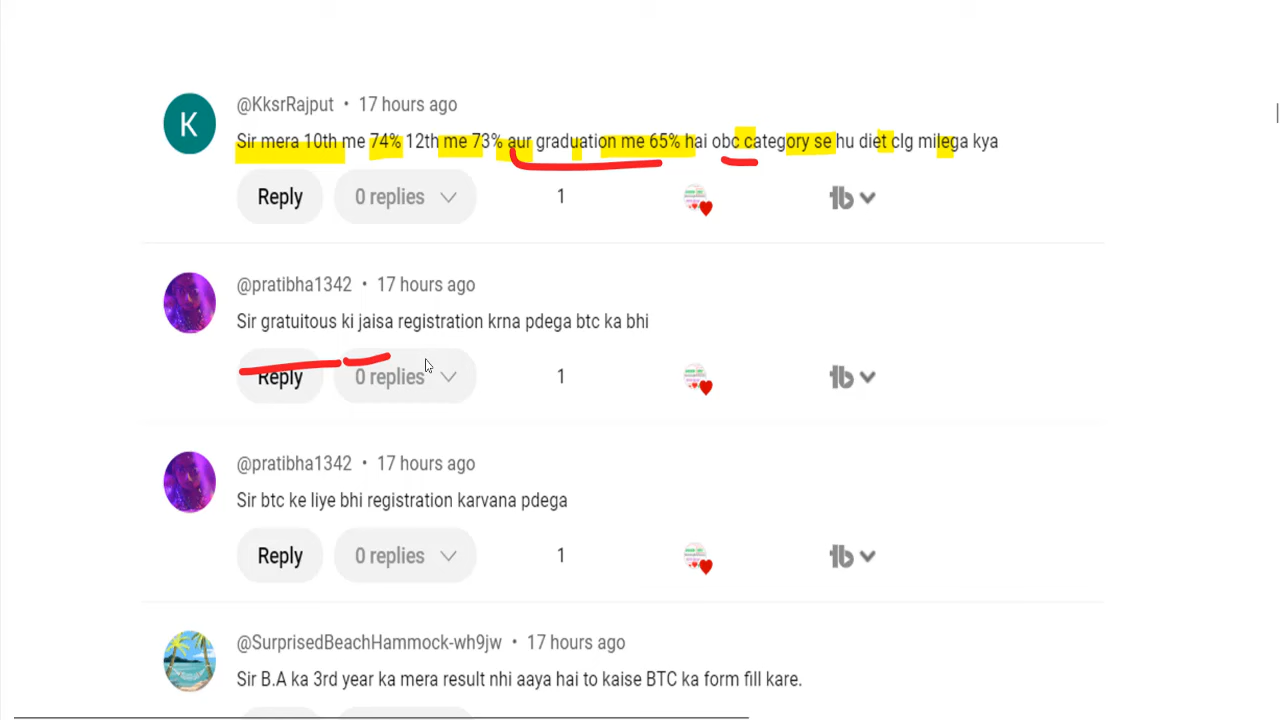 K
@KksrRajput • 17 hours ago
Sir mera 10th me 74% 12th me 73% aur graduation me 65% hai obc category se hu diet clg milega kya
Reply 0 replies 1 tb
@pratibha1342 • 17 hours ago
Sir gratuitous ki jaisa registration krna pdega btc ka bhi
Reply 0 replies 1 tb
@pratibha1342 • 17 hours ago
Sir btc ke liye bhi registration karvana pdega
Reply 0 replies 1 tb
@SurprisedBeachHammock-wh9jw • 17 hours ago
Sir B.A ka 3rd year ka mera result nhi aaya hai to kaise BTC ka form fill kare.